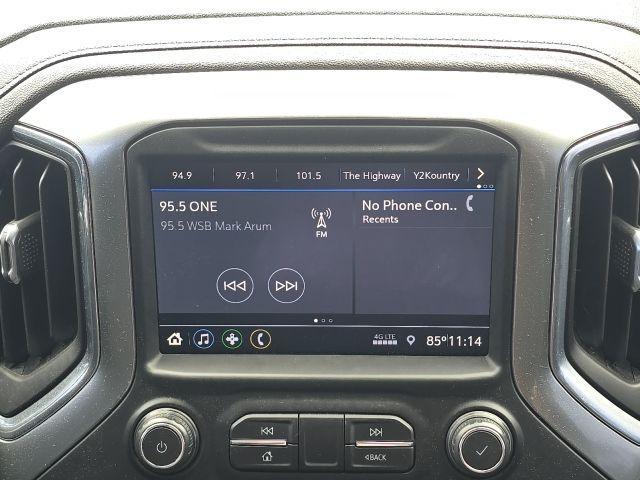 94.9 97.1 101.5 The Highway Y2Kountry
95.5 ONE
95.5 WSB Mark Arum
FM
No Phone Con..
Recents
4G LTE
85° 11:14
BACK